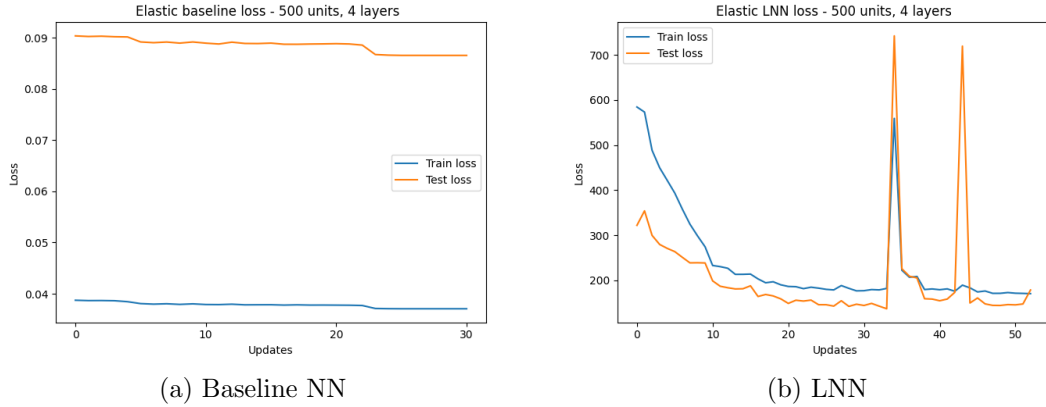 Elastic baseline loss - 500 units, 4 layers
0.09
0.08
0.07
0.06
0.05
0.04
Loss
Train loss
Test loss
0
10
20
30
Updates
(a) Baseline NN
Elastic LNN loss - 500 units, 4 layers
Train loss
Test loss
700
600
500
400
300
200
Loss
0
10
20
30
40
50
Updates
(b) LNN